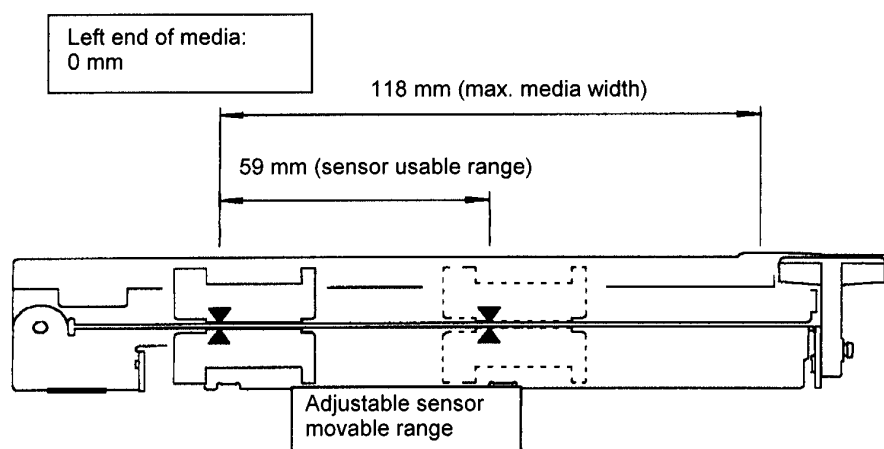 Left end of media:
0 mm
118 mm (max. media width)
59 mm (sensor usable range)
Adjustable sensor
movable range